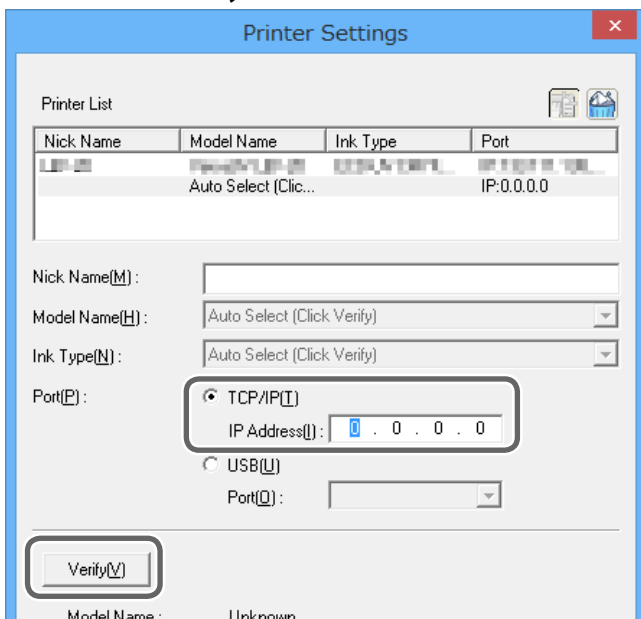 Printer Settings
Printer List
Nick Name Model Name Ink Type Port
Auto Select (Clic... IP:0.0.0.0
Nick Name(M) :
Model Name(H) : Auto Select (Click Verify)
Ink Type(N) : Auto Select (Click Verify)
Port(P) : TCP/IP(T)
IP Address(I) : 0 . 0 . 0 . 0
USB(U)
Port(O) :
Verify(V)
Model Name : Unknown